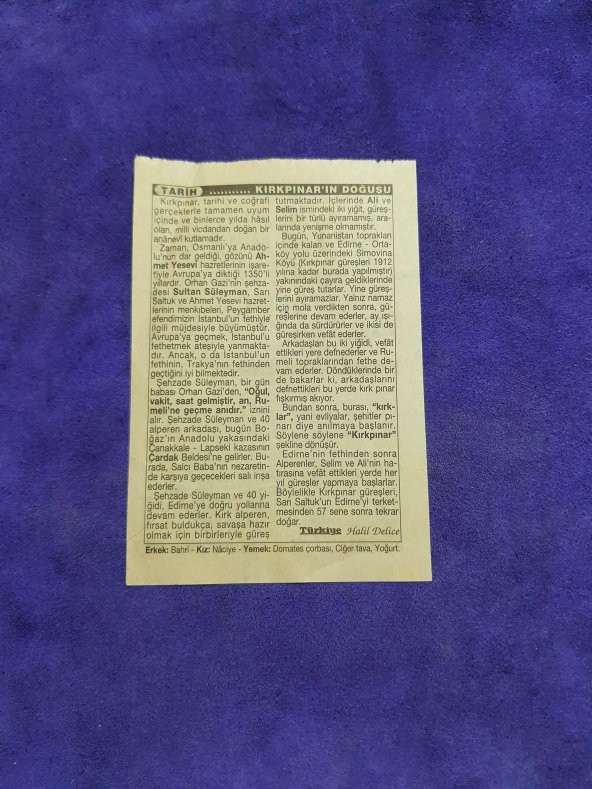 TARİH ........... KIRKPINAR'IN DOĞUŞU
Kırkpınar, tarihi ve coğrafi
gerçeklerle tamamen uyum
içinde ve binlerce yılda hâsıl
olan, milli vicdandan doğan bir
ananevî kutlamadır.
Zaman, Osmanlı'ya Anado-
lu'nun dar geldiği, gözünü Ah-
met Yesevî hazretlerinin işare-
tiyle Avrupa'ya diktiği 1350'li
yıllardır. Orhan Gazi'nin şehza-
desi Sultan Süleyman, Sarı
Saltuk ve Ahmet Yesevi hazret-
lerinin menkıbeleri, Peygamber
efendimizin İstanbul'un fethiyle
ilgili müjdesiyle büyümüştür.
Avrupa'ya geçmek, İstanbul'u
fethetmek ateşiyle yanmakta-
dır. Ancak, o da İstanbul'un
fethinin, Trakya'nın fethinden
geçtiğini iyi bilmektedir.
Şehzade Süleyman, bir gün
babası Orhan Gazi'den, "Oğul,
vakit, saat gelmiştir, an, Ru-
meli'ne geçme anıdır." iznini
alır. Şehzade Süleyman ve 40
alperen arkadaşı, bugün Bo-
ğaz'ın Anadolu yakasındaki
Çanakkale - Lapseki kazasının
Çardak Beldesi'ne gelirler. Bu-
rada, Salcı Baba'nın nezaretin-
de karşıya geçecekleri salı inşa
ederler.
Şehzade Süleyman ve 40 yi-
ğidi, Edirne'ye doğru yollarına
devam ederler. Kırk alperen,
fırsat buldukça, savaşa hazır
olmak için birbirleriyle güreş
tutmaktadır. İçlerinde Ali ve
Selim ismindeki iki yiğit, güreş-
lerini bir türlü ayıramamış, ara-
larında yenişme olmamıştır.
Bugün, Yunanistan toprakları
içinde kalan ve Edirne - Orta-
köy yolu üzerindeki Simovina
Köyü (Kırkpınar güreşleri 1912
yılına kadar burada yapılmıştır)
yakınındaki çayıra geldiklerinde
yine güreş tutarlar. Yine güreş-
lerini ayıramazlar. Yalnız namaz
için mola verdikten sonra, gü-
reşlerine devam ederler, ay ışı-
ğında da sürdürürler ve ikisi de
güreşirken vefât ederler.
Arkadaşları bu iki yiğidi, vefât
ettikleri yere defnederler ve Ru-
meli topraklarından fethe de-
vam ederler. Döndüklerinde bir
de bakarlar ki, arkadaşlarını
defnettikleri bu yerde kırk pınar
fışkırmış akıyor.
Bundan sonra, burası, "kırk-
lar", yani evliyalar, şehitler pı-
narı diye anılmaya başlanır.
Söylene söylene "Kırkpınar"
şekline dönüşür.
Edirne'nin fethinden sonra
Alperenler, Selim ve Ali'nin ha-
tırasına vefât ettikleri yerde her
yıl güreşler yapmaya başlarlar.
Böylelikle Kırkpınar güreşleri,
Sarı Saltuk'un Edirne'yi terket-
mesinden 57 sene sonra tekrar
doğar.
Türkiye Halil Delice
Erkek: Bahri - Kız: Nâciye - Yemek: Domates çorbası, Ciğer tava, Yoğurt.